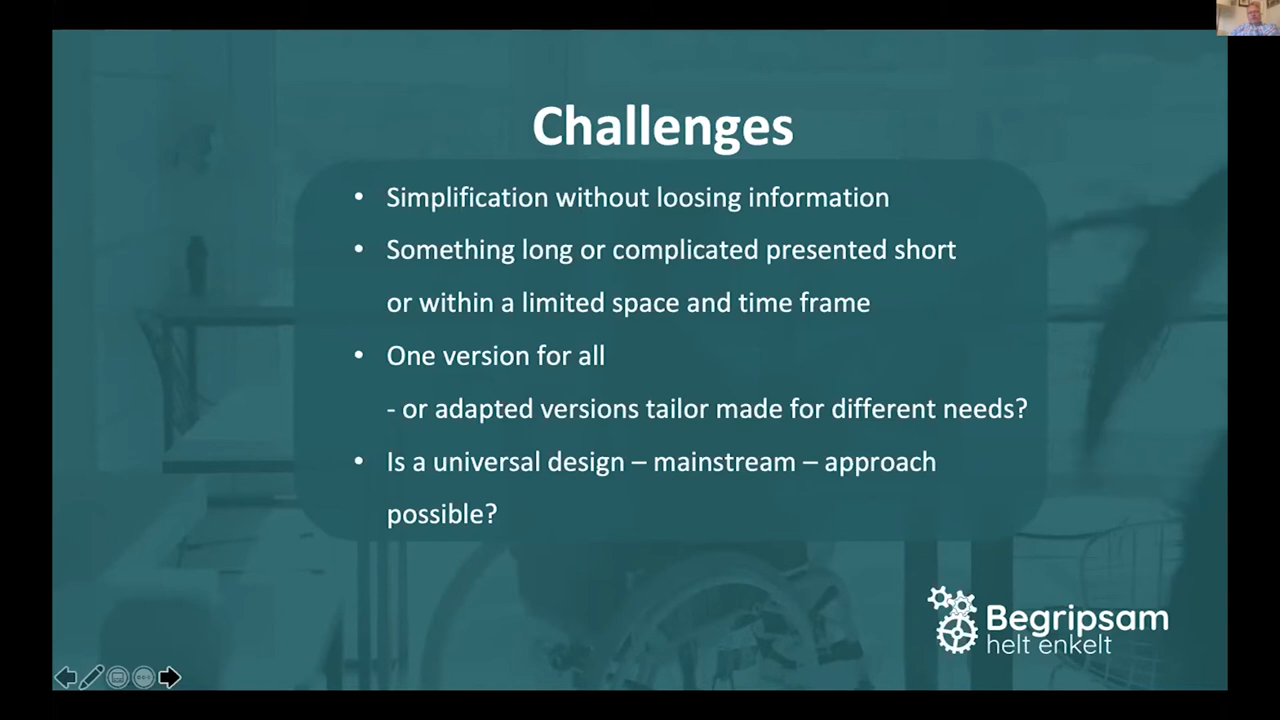 Challenges
• Simplification without loosing information
• Something long or complicated presented short
or within a limited space and time frame
• One version for all
- or adapted versions tailor made for different needs?
• Is a universal design – mainstream – approach
possible?
Begripsam
helt enkelt